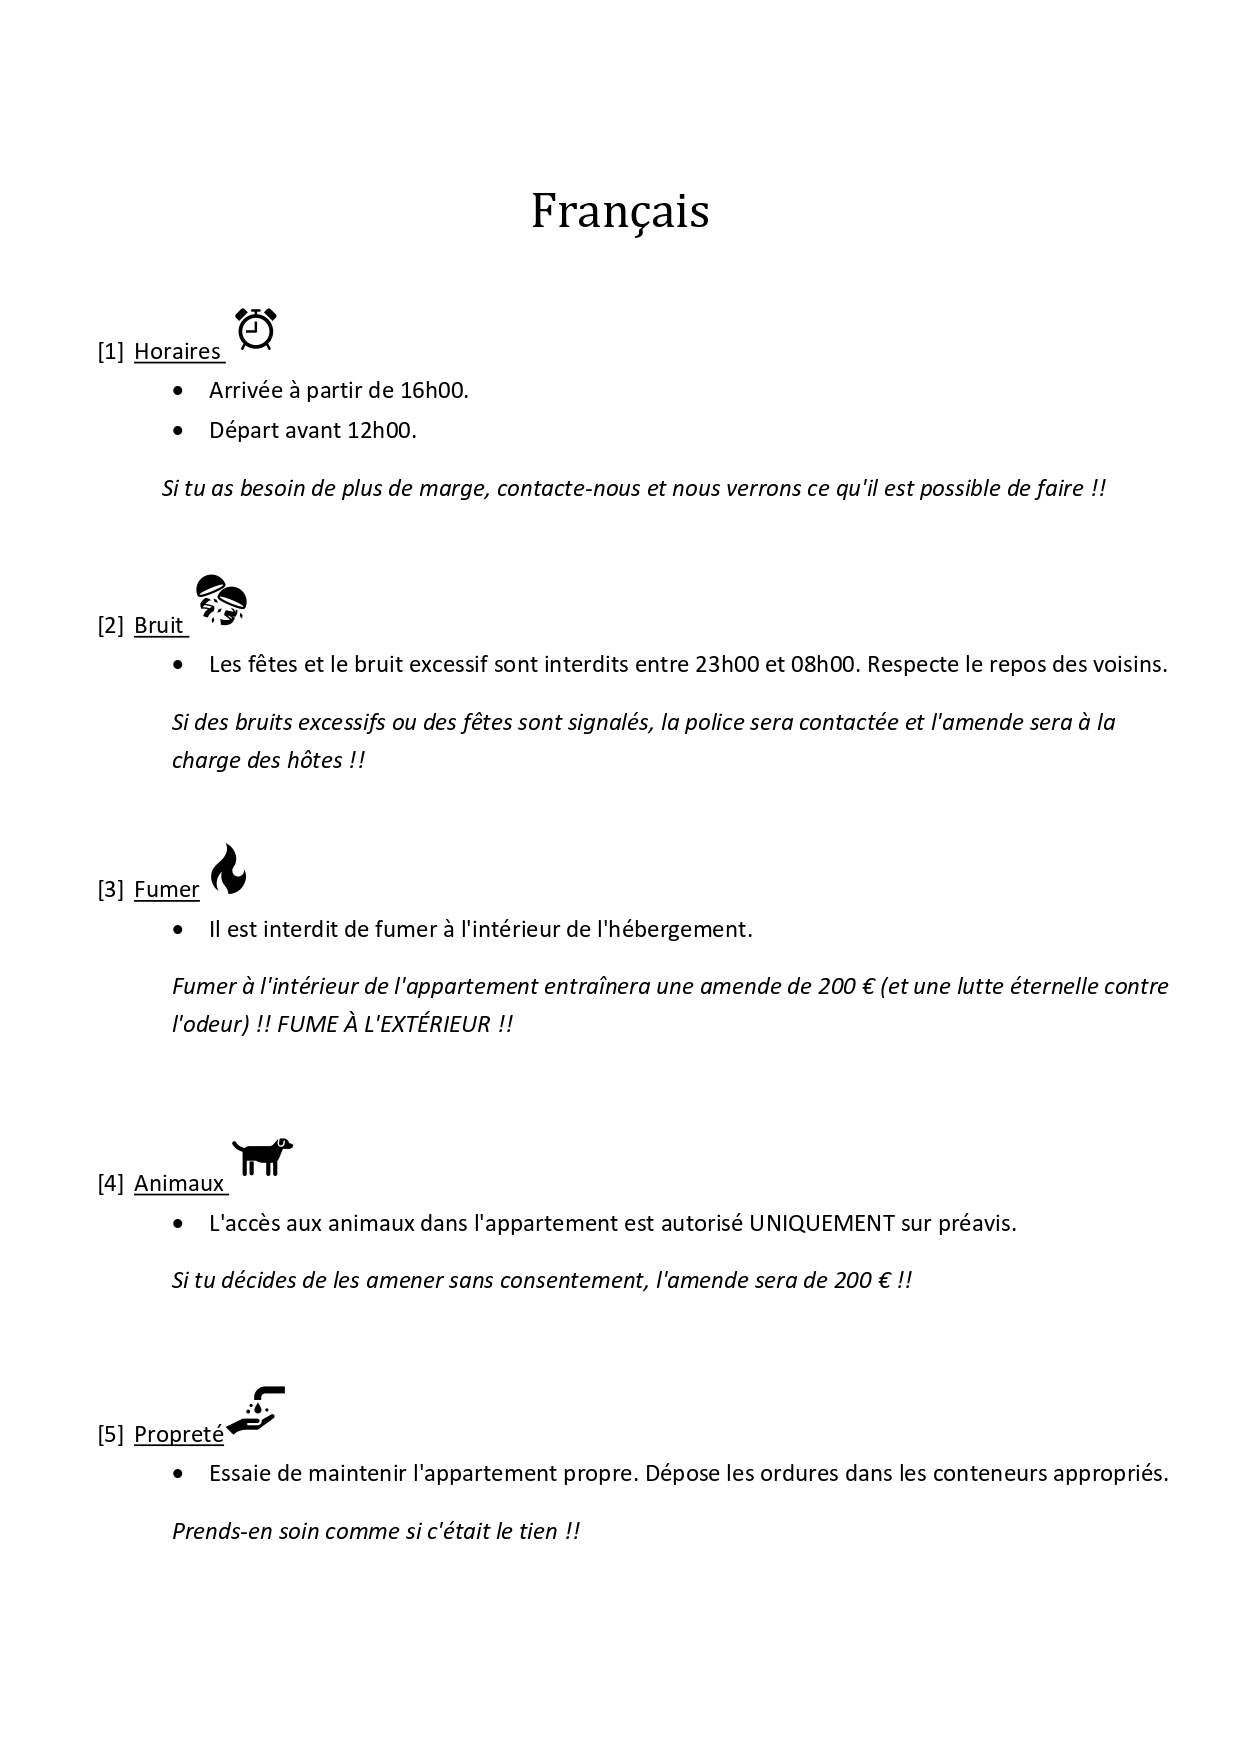 Français
[1] Horaires
• Arrivée à partir de 16h00.
• Départ avant 12h00.
Si tu as besoin de plus de marge, contacte-nous et nous verrons ce qu'il est possible de faire !!
[2] Bruit
• Les fêtes et le bruit excessif sont interdits entre 23h00 et 08h00. Respecte le repos des voisins.
Si des bruits excessifs ou des fêtes sont signalés, la police sera contactée et l'amende sera à la
charge des hôtes !!
[3] Fumer
• Il est interdit de fumer à l'intérieur de l'hébergement.
Fumer à l'intérieur de l'appartement entraînera une amende de 200 € (et une lutte éternelle contre
l'odeur) !! FUME À L'EXTÉRIEUR !!
[4] Animaux
• L'accès aux animaux dans l'appartement est autorisé UNIQUEMENT sur préavis.
Si tu décides de les amener sans consentement, l'amende sera de 200 € !!
[5] Propreté
• Essaie de maintenir l'appartement propre. Dépose les ordures dans les conteneurs appropriés.
Prends-en soin comme si c'était le tien !!